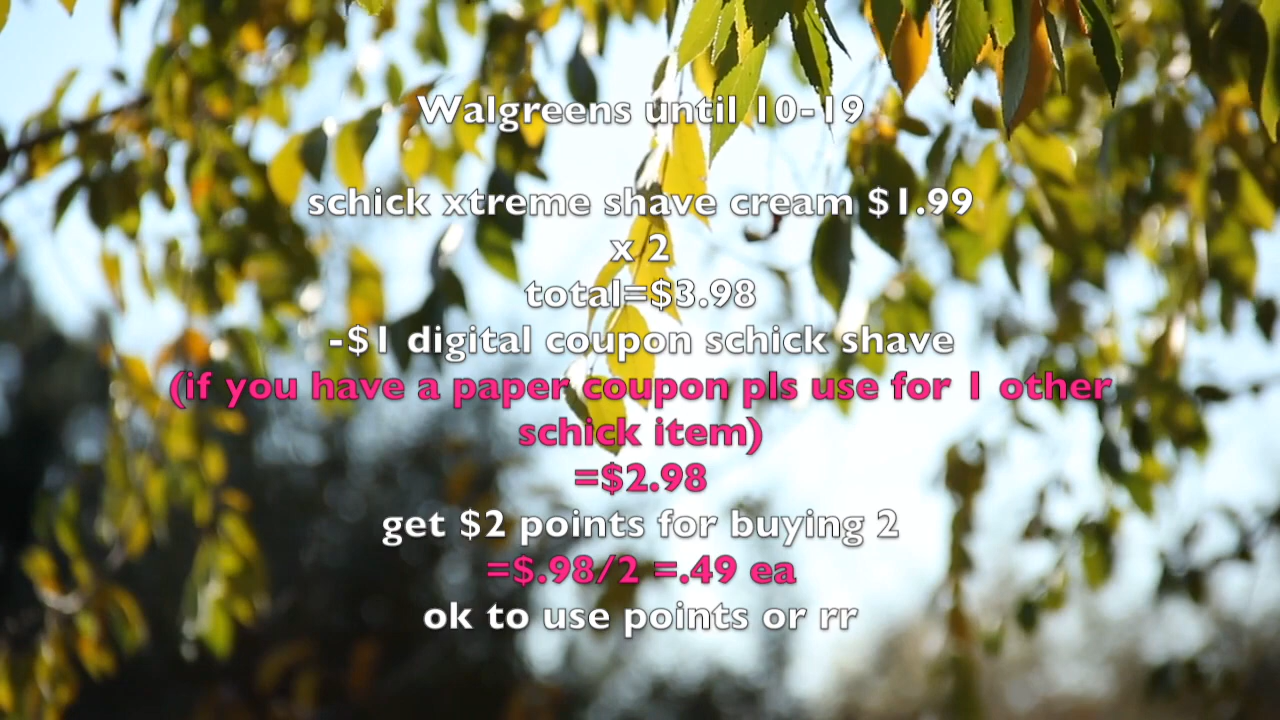 Walgreens until 10-19
schick xtreme shave cream $1.99
x 2
total=$3.98
-$1 digital coupon schick shave
(if you have a paper coupon pls use for 1 other
schick item)
=$2.98
get $2 points for buying 2
=$.98/2 =.49 ea
ok to use points or rr